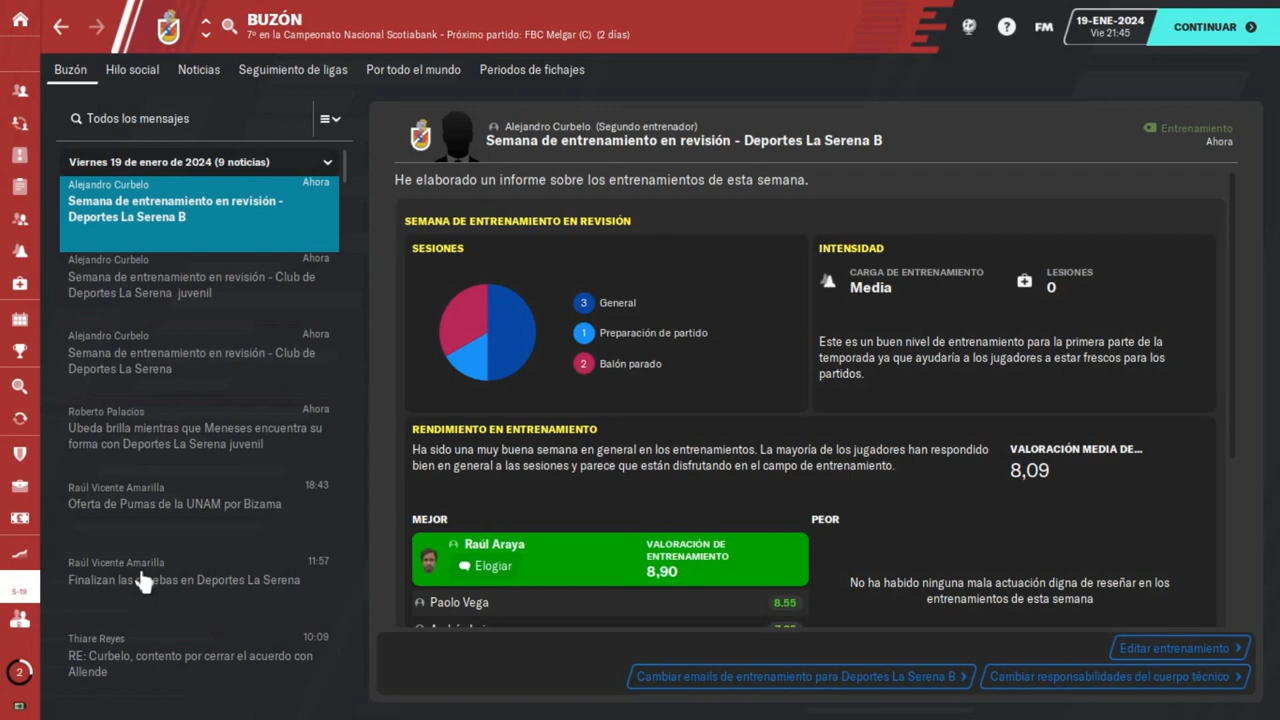 BUZÓN
7º en la Campeonato Nacional Scotiabank - Próximo partido: FBC Melgar (C) (2 días)
FM
19-ENE-2024
Vie 21:45
CONTINUAR
Buzón
Hilo social
Noticias
Seguimiento de ligas
Por todo el mundo
Periodos de fichajes
Todos los mensajes
Viernes 19 de enero de 2024 (9 noticias)
Alejandro Curbelo
Ahora
Semana de entrenamiento en revisión -
Deportes La Serena B
Alejandro Curbelo
Ahora
Semana de entrenamiento en revisión - Club de
Deportes La Serena juvenil
Alejandro Curbelo
Ahora
Semana de entrenamiento en revisión - Club de
Deportes La Serena
Roberto Palacios
Ahora
Ubeda brilla mientras que Meneses encuentra su
forma con Deportes La Serena juvenil
Raúl Vicente Amarilla
18:43
Oferta de Pumas de la UNAM por Bizama
Raúl Vicente Amarilla
11:57
Finalizan las en Deportes La Serena
Thiare Reyes
10:09
RE: Curbelo, contento por cerrar el acuerdo con
Allende
S-19
2
Alejandro Curbelo (Segundo entrenador)
Semana de entrenamiento en revisión - Deportes La Serena B
Entrenamiento
Ahora
He elaborado un informe sobre los entrenamientos de esta semana.
SEMANA DE ENTRENAMIENTO EN REVISIÓN
SESIONES
3 General
1 Preparación de partido
2 Balón parado
INTENSIDAD
CARGA DE ENTRENAMIENTO
Media
LESIONES
0
Este es un buen nivel de entrenamiento para la primera parte de la
temporada ya que ayudaría a los jugadores a estar frescos para los
partidos.
RENDIMIENTO EN ENTRENAMIENTO
Ha sido una muy buena semana en general en los entrenamientos. La mayoría de los jugadores han respondido
bien en general a las sesiones y parece que están disfrutando en el campo de entrenamiento.
VALORACIÓN MEDIA DE...
8,09
MEJOR
Raúl Araya
Elogiar
VALORACIÓN DE
ENTRENAMIENTO
8,90
Paolo Vega
8.55
PEOR
No ha habido ninguna mala actuación digna de reseñar en los
entrenamientos de esta semana
Editar entrenamiento
Cambiar emails de entrenamiento para Deportes La Serena B
Cambiar responsabilidades del cuerpo técnico